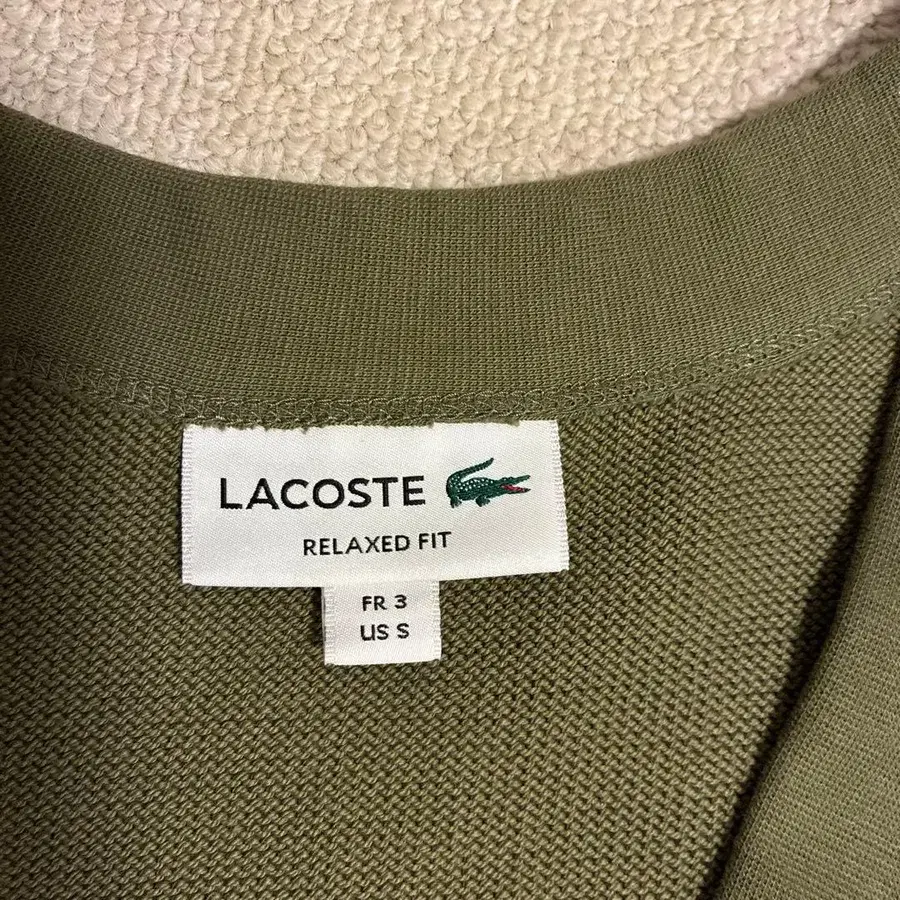 LACOSTE
RELAXED FIT
FR 3
US S